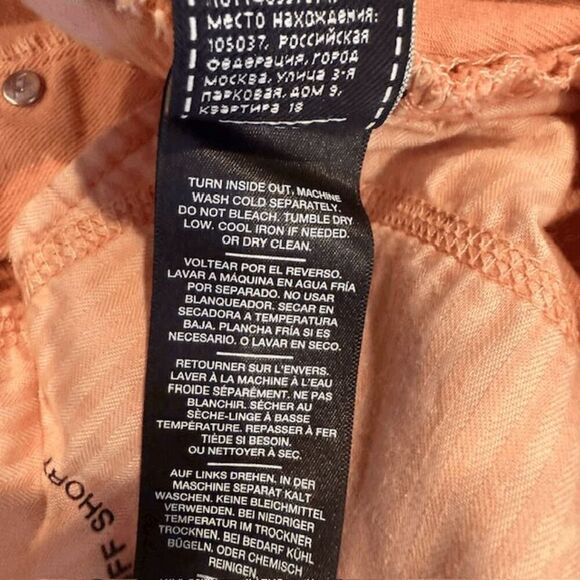 МЕСТО НАХОЖДЕНИЯ:
105037, РОССИЙСКАЯ
ФЕДЕРАЦИЯ, ГОРОД
МОСКВА, УЛИЦА 3-Я
ПАРКОВАЯ, ДОМ 9,
КВАРТИРА 18
TURN INSIDE OUT, MACHINE
WASH COLD SEPARATELY.
DO NOT BLEACH. TUMBLE DRY
LOW. COOL IRON IF NEEDED.
OR DRY CLEAN.
VOLTEAR POR EL REVERSO.
LAVAR A MÁQUINA EN AGUA FRÍA
POR SEPARADO. NO USAR
BLANQUEADOR. SECAR EN
SECADORA A TEMPERATURA
BAJA. PLANCHA FRÍA SI ES
NECESARIO. O LAVAR EN SECO.
RETOURNER SUR L'ENVERS.
LAVER À LA MACHINE À L'EAU
FROIDE SÉPARÉMENT. NE PAS
BLANCHIR. SÉCHER AU
SÈCHE-LINGE À BASSE
TEMPÉRATURE. REPASSER À FER
TIÈDE SI BESOIN.
OU NETTOYER À SEC.
AUF LINKS DREHEN. IN DER
MASCHINE SEPARAT KALT
WASCHEN. KEINE BLEICHMITTEL
VERWENDEN. BEI NIEDRIGER
TEMPERATUR IM TROCKNER
TROCKNEN. BEI BEDARF KÜHL
BÜGELN. ODER CHEMISCH
REINIGEN.
FF SHOR